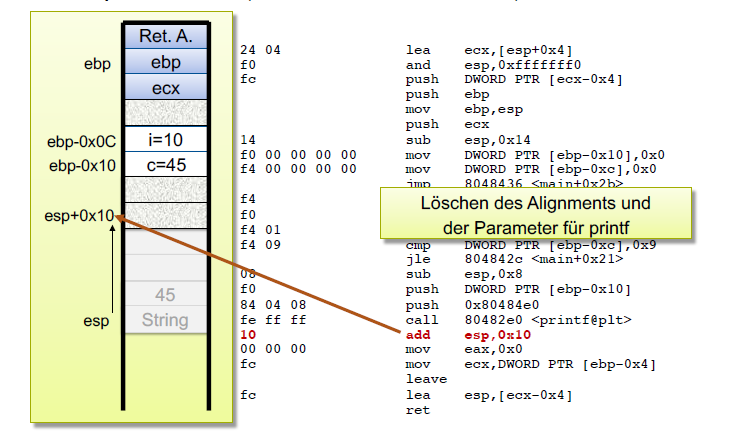 Ret. A.
ebp ebp
ecx
ebp-0x0C i=10
ebp-0x10 c=45
esp+0x10
45
esp String
24 04 lea ecx,[esp+0x4]
f0 and esp,0xfffffff0
fc push DWORD PTR [ecx-0x4]
push ebp
mov ebp,esp
push ecx
14 sub esp,0x14
f0 00 00 00 00 mov DWORD PTR [ebp-0x10],0x0
f4 00 00 00 00 mov DWORD PTR [ebp-0xc],0x0
jmp 8048436 <main+0x2b>
f4
f0
Löschen des Alignments und
der Parameter für printf
f4 01
f4 09 cmp DWORD PTR [ebp-0xc],0x9
jle 804842c <main+0x21>
08 sub esp,0x8
f0 push DWORD PTR [ebp-0x10]
84 04 08 push 0x80484e0
fe ff ff call 80482e0 <printf@plt>
10 add esp,0x10
00 00 00 mov eax,0x0
fc mov ecx,DWORD PTR [ebp-0x4]
leave
fc lea esp,[ecx-0x4]
ret